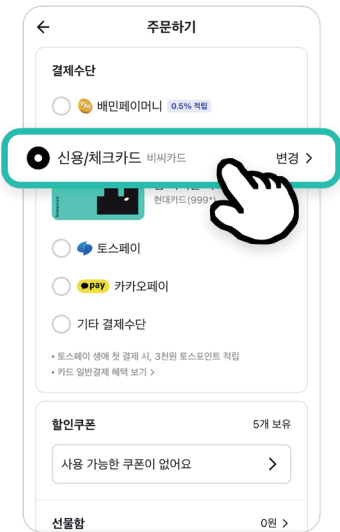 주문하기
결제수단
배민페이머니 0.5% 적립
신용/체크카드 비씨카드 변경 >
현대카드(999*)
토스페이
pay 카카오페이
기타 결제수단
• 토스페이 생애 첫 결제 시, 3천원 토스포인트 적립
• 카드 일반결제 혜택 보기 >
할인쿠폰 5개 보유
사용 가능한 쿠폰이 없어요 >
선물함 0원 >